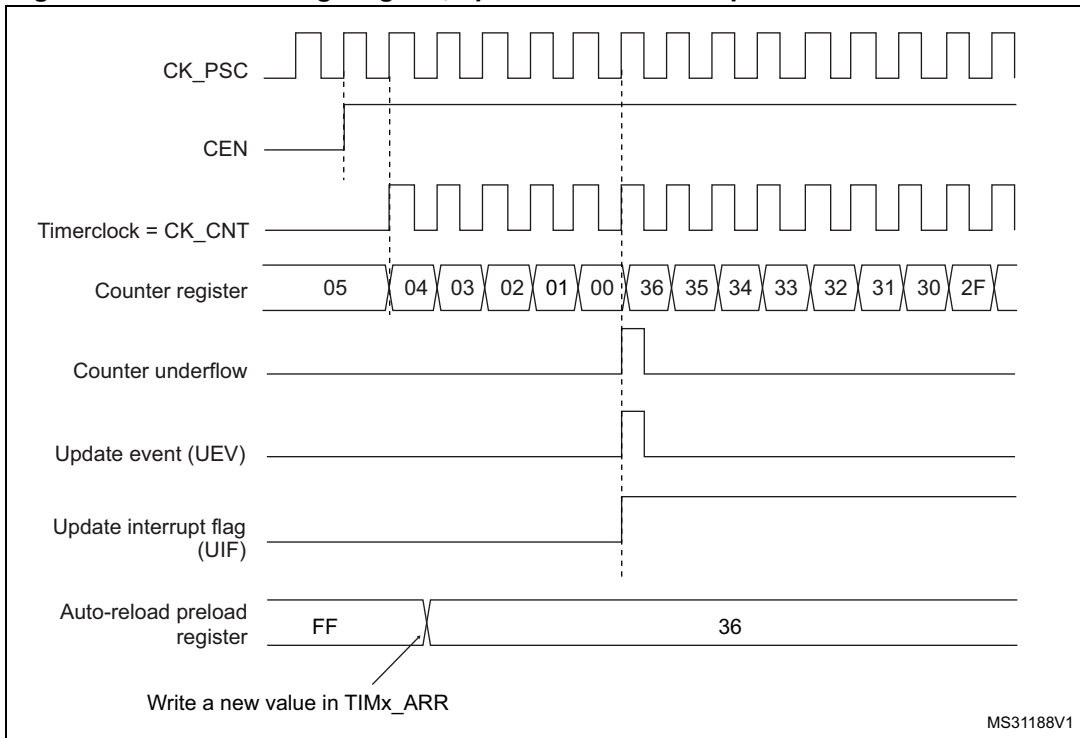 CK_PSC
CEN
Timerclock = CK_CNT
Counter register
05 04 03 02 01 00 36 35 34 33 32 31 30 2F
Counter underflow
Update event (UEV)
Update interrupt flag
(UIF)
Auto-reload preload
register
FF 36
Write a new value in TIMx_ARR
MS31188V1